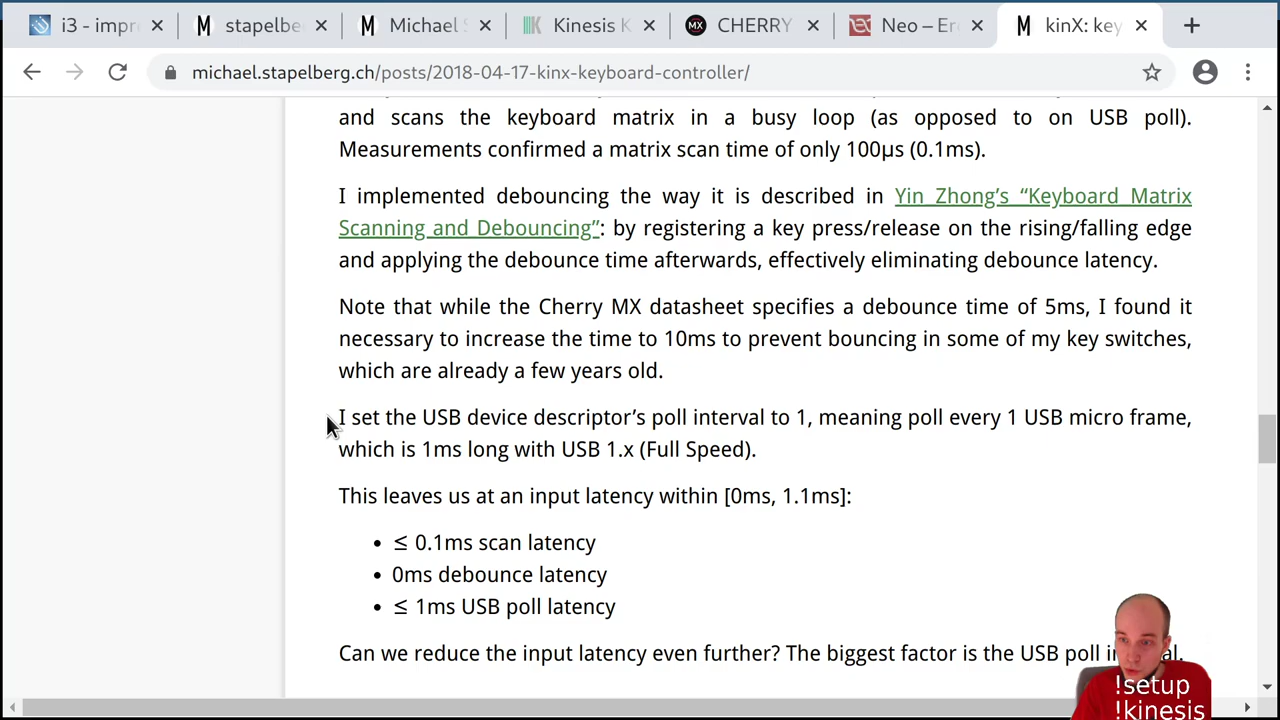 i3 - impr
stapelbe
Michael S
Kinesis K
CHERRY
Neo – Er
kinX: key
michael.stapelberg.ch/posts/2018-04-17-kinx-keyboard-controller/
and scans the keyboard matrix in a busy loop (as opposed to on USB poll).
Measurements confirmed a matrix scan time of only 100µs (0.1ms).
I implemented debouncing the way it is described in Yin Zhong’s “Keyboard Matrix
Scanning and Debouncing”: by registering a key press/release on the rising/falling edge
and applying the debounce time afterwards, effectively eliminating debounce latency.
Note that while the Cherry MX datasheet specifies a debounce time of 5ms, I found it
necessary to increase the time to 10ms to prevent bouncing in some of my key switches,
which are already a few years old.
I set the USB device descriptor’s poll interval to 1, meaning poll every 1 USB micro frame,
which is 1ms long with USB 1.x (Full Speed).
This leaves us at an input latency within [0ms, 1.1ms]:
• ≤ 0.1ms scan latency
• 0ms debounce latency
• ≤ 1ms USB poll latency
Can we reduce the input latency even further? The biggest factor is the USB poll
!setup
!kinesis